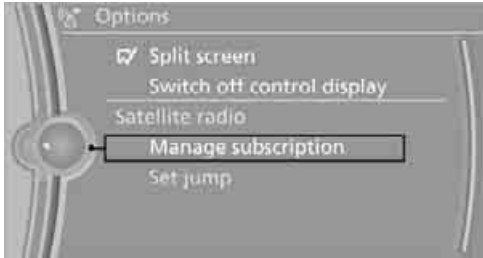 Options
Split screen
Switch off control display
Satellite radio
Manage subscription
Set jump